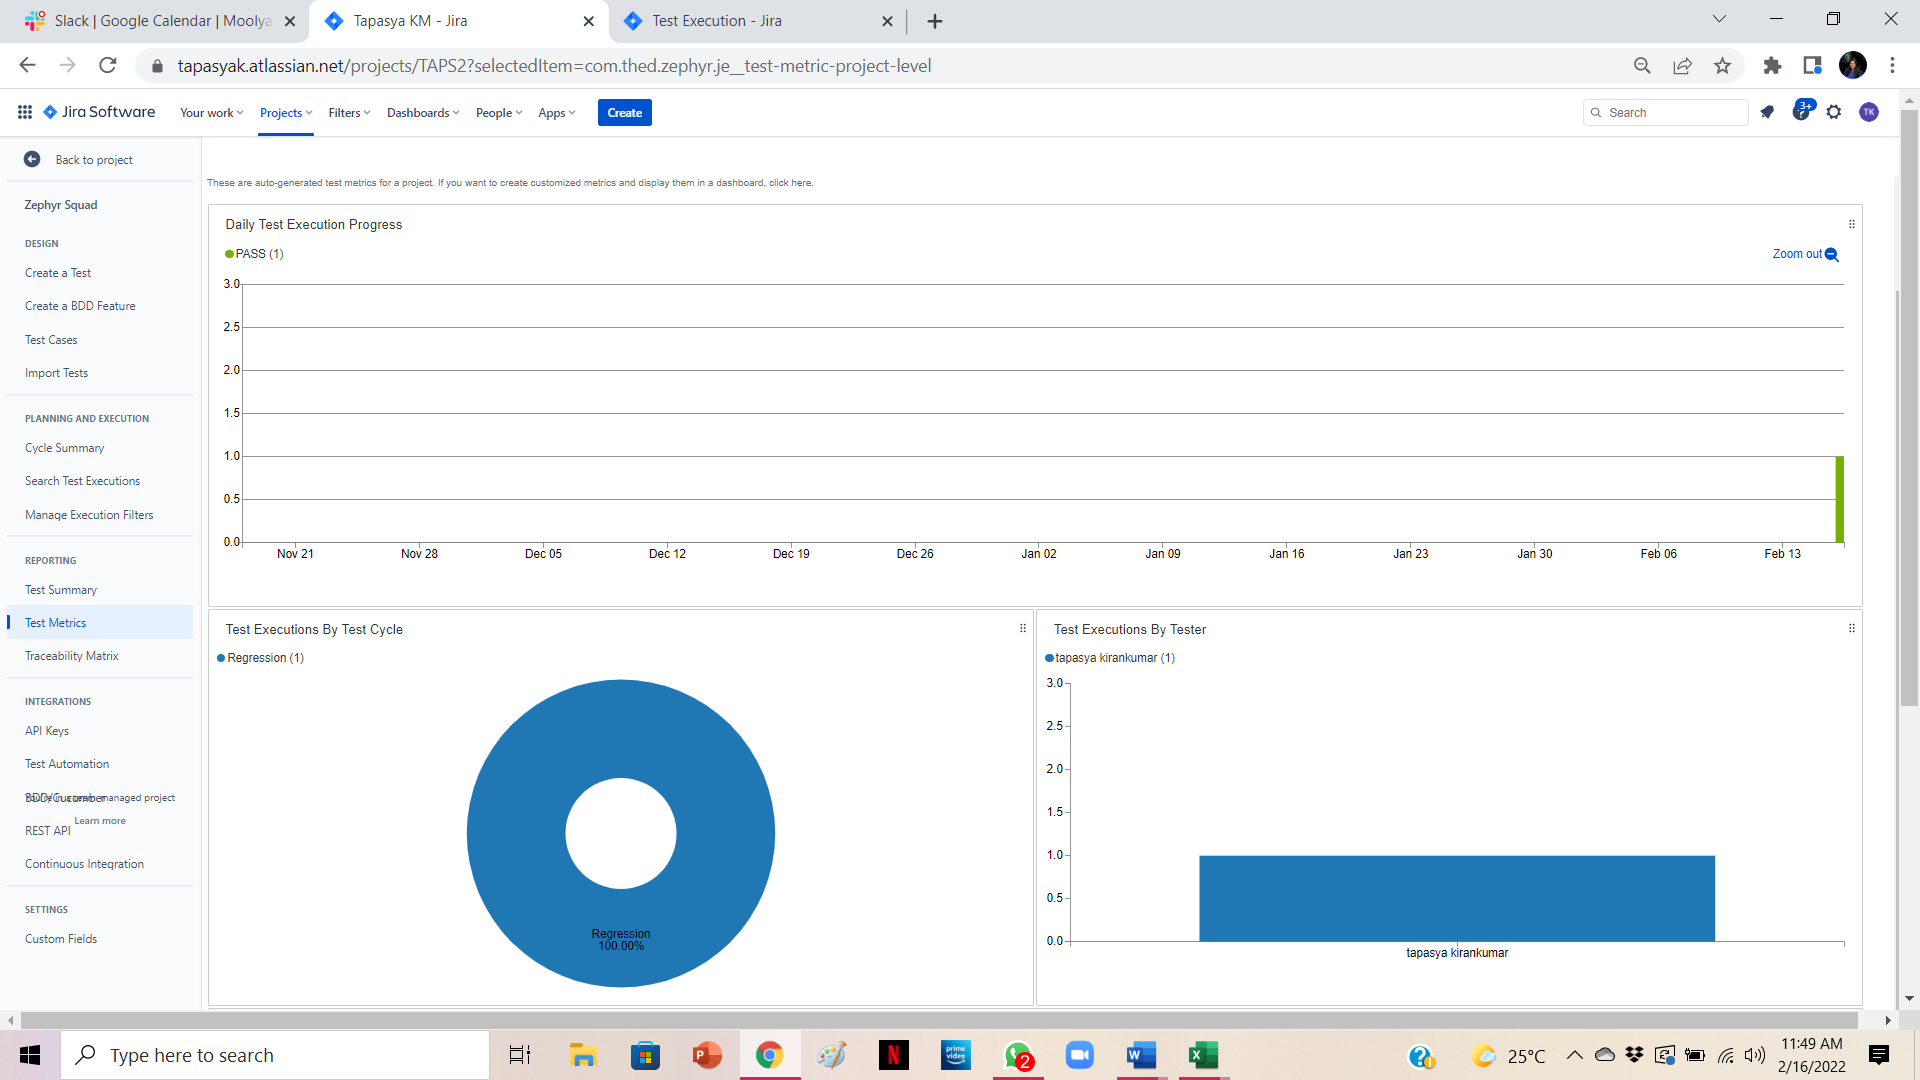 Slack | Google Calendar | Moolya
Tapasya KM - Jira
Test Execution - Jira
tapasyak.atlassian.net/projects/TAPS2?selectedItem=com.thed.zephyr.je__test-metric-project-level
Jira Software
Your work
Projects
Filters
Dashboards
People
Apps
Create
Search
3+
TK
Back to project
Zephyr Squad
DESIGN
Create a Test
Create a BDD Feature
Test Cases
Import Tests
PLANNING AND EXECUTION
Cycle Summary
Search Test Executions
Manage Execution Filters
REPORTING
Test Summary
Test Metrics
Traceability Matrix
INTEGRATIONS
API Keys
Test Automation
BDD/Cucumber
You're in a team-managed project
Learn more
REST API
Continuous Integration
SETTINGS
Custom Fields
These are auto-generated test metrics for a project. If you want to create customized metrics and display them in a dashboard, click here.
Daily Test Execution Progress
PASS (1)
Zoom out
3.0
2.5
2.0
1.5
1.0
0.5
0.0
Nov 21 Nov 28 Dec 05 Dec 12 Dec 19 Dec 26 Jan 02 Jan 09 Jan 16 Jan 23 Jan 30 Feb 06 Feb 13
Test Executions By Test Cycle
Regression (1)
Regression
100.00%
Test Executions By Tester
tapasya kirankumar (1)
3.0
2.5
2.0
1.5
1.0
0.5
0.0
tapasya kirankumar
Type here to search
P
N
prime video
2
W
X
25°C
11:49 AM
2/16/2022